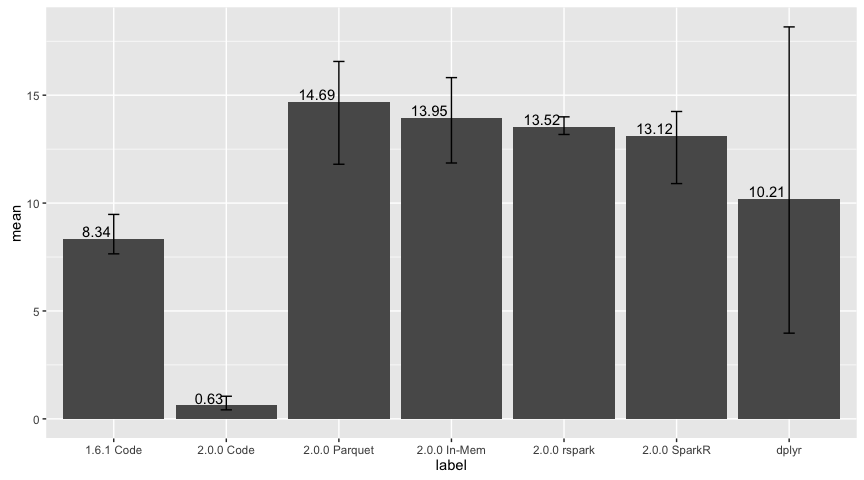 mean
15
10
5
0
14.69
13.95
13.52
13.12
10.21
8.34
0.63
1.6.1 Code
2.0.0 Code
2.0.0 Parquet
2.0.0 In-Mem
2.0.0 rspark
2.0.0 SparkR
dplyr
label